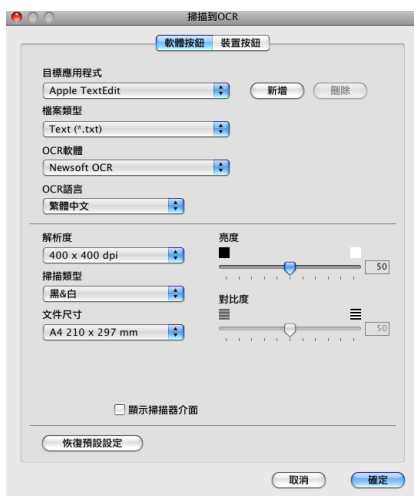 掃描到OCR
軟體按鈕 裝置按鈕
目標應用程式
Apple TextEdit 新增 刪除
檔案類型
Text (*.txt)
OCR軟體
Newsoft OCR
OCR語言
繁體中文
解析度 亮度
400 x 400 dpi
50
掃描類型
黑&白 對比度
文件尺寸
A4 210 x 297 mm 50
顯示掃描器介面
恢復預設設定
取消 確定